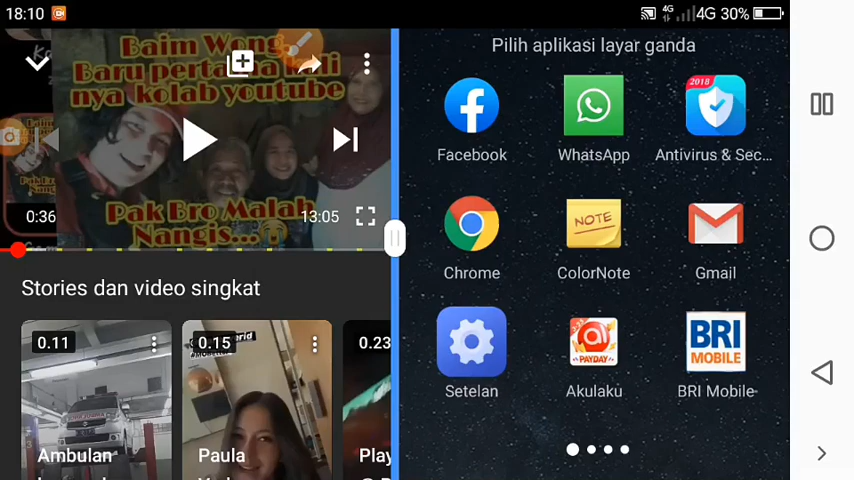 18:10
4G 4G 30%
Baim Wong
Baru pertama kali
nya kolab youtube
Pak Bro Malah
Nangis...😭
0:36
13:05
Stories dan video singkat
0.11
0.15
0.23
Ambulan
Paula
Play
Pilih aplikasi layar ganda
Facebook
WhatsApp
2018
Antivirus & Sec...
Chrome
NOTE
ColorNote
Gmail
Setelan
PAYDAY
Akulaku
BRI
MOBILE
BRI Mobile